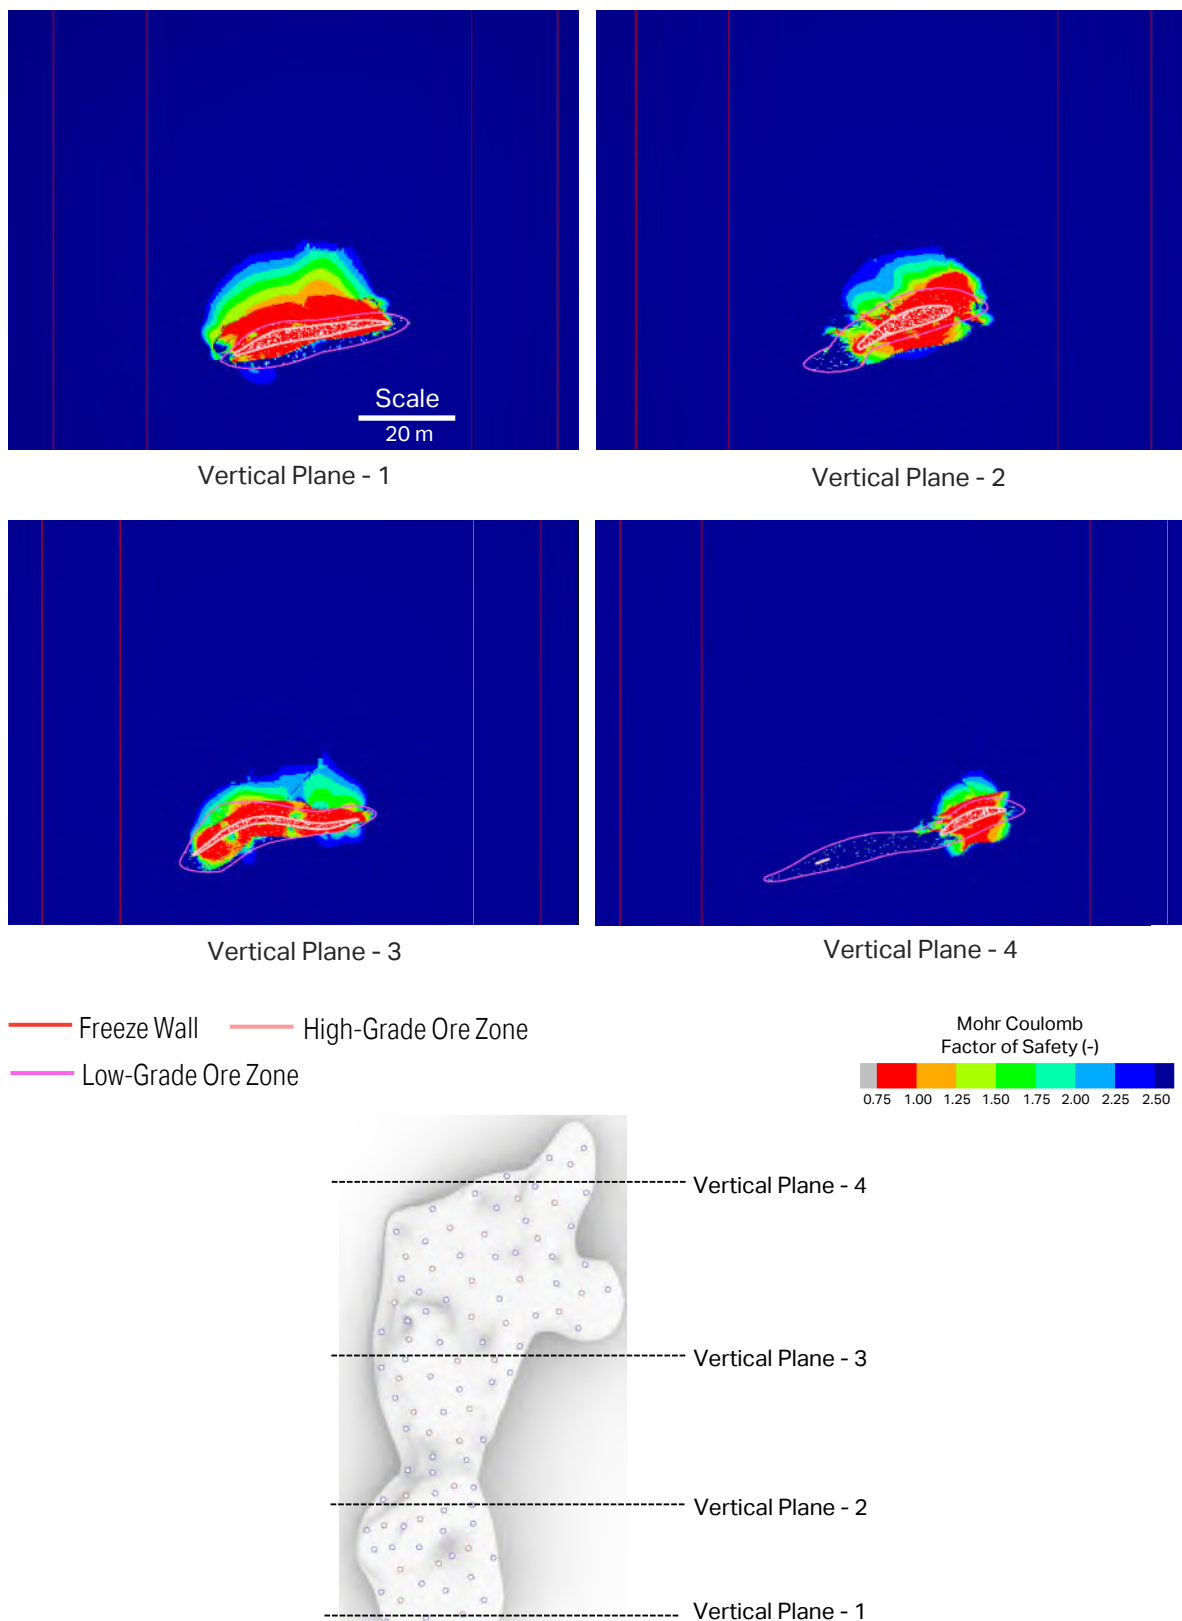 Scale
20 m
Vertical Plane - 1
Vertical Plane - 2
Vertical Plane - 3
Vertical Plane - 4
Freeze Wall
High-Grade Ore Zone
Low-Grade Ore Zone
Mohr Coulomb
Factor of Safety (-)
0.75 1.00 1.25 1.50 1.75 2.00 2.25 2.50
Vertical Plane - 4
Vertical Plane - 3
Vertical Plane - 2
Vertical Plane - 1